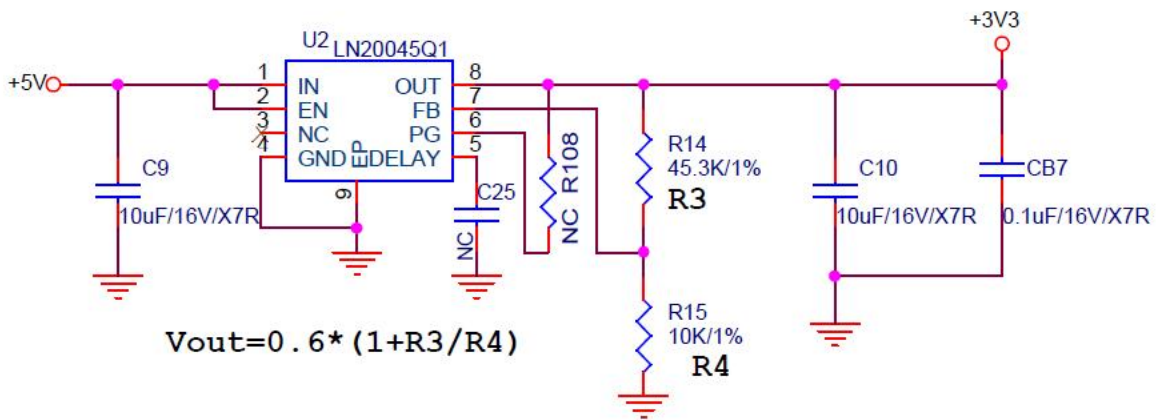 +3V3
U2
LN20045Q1
+5V
1
IN
OUT
8
2
EN
FB
7
3
NC
PG
6
4
GND
EP
DELAY
5
9
C9
10uF/16V/X7R
C25
NC
NC R108
R14
45.3K/1%
R3
C10
10uF/16V/X7R
CB7
0.1uF/16V/X7R
R15
10K/1%
R4
Vout=0.6*(1+R3/R4)